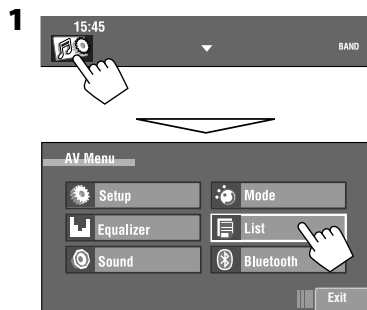 1
15:45
BAND
AV Menu
Setup
Mode
Equalizer
List
Sound
Bluetooth
Exit